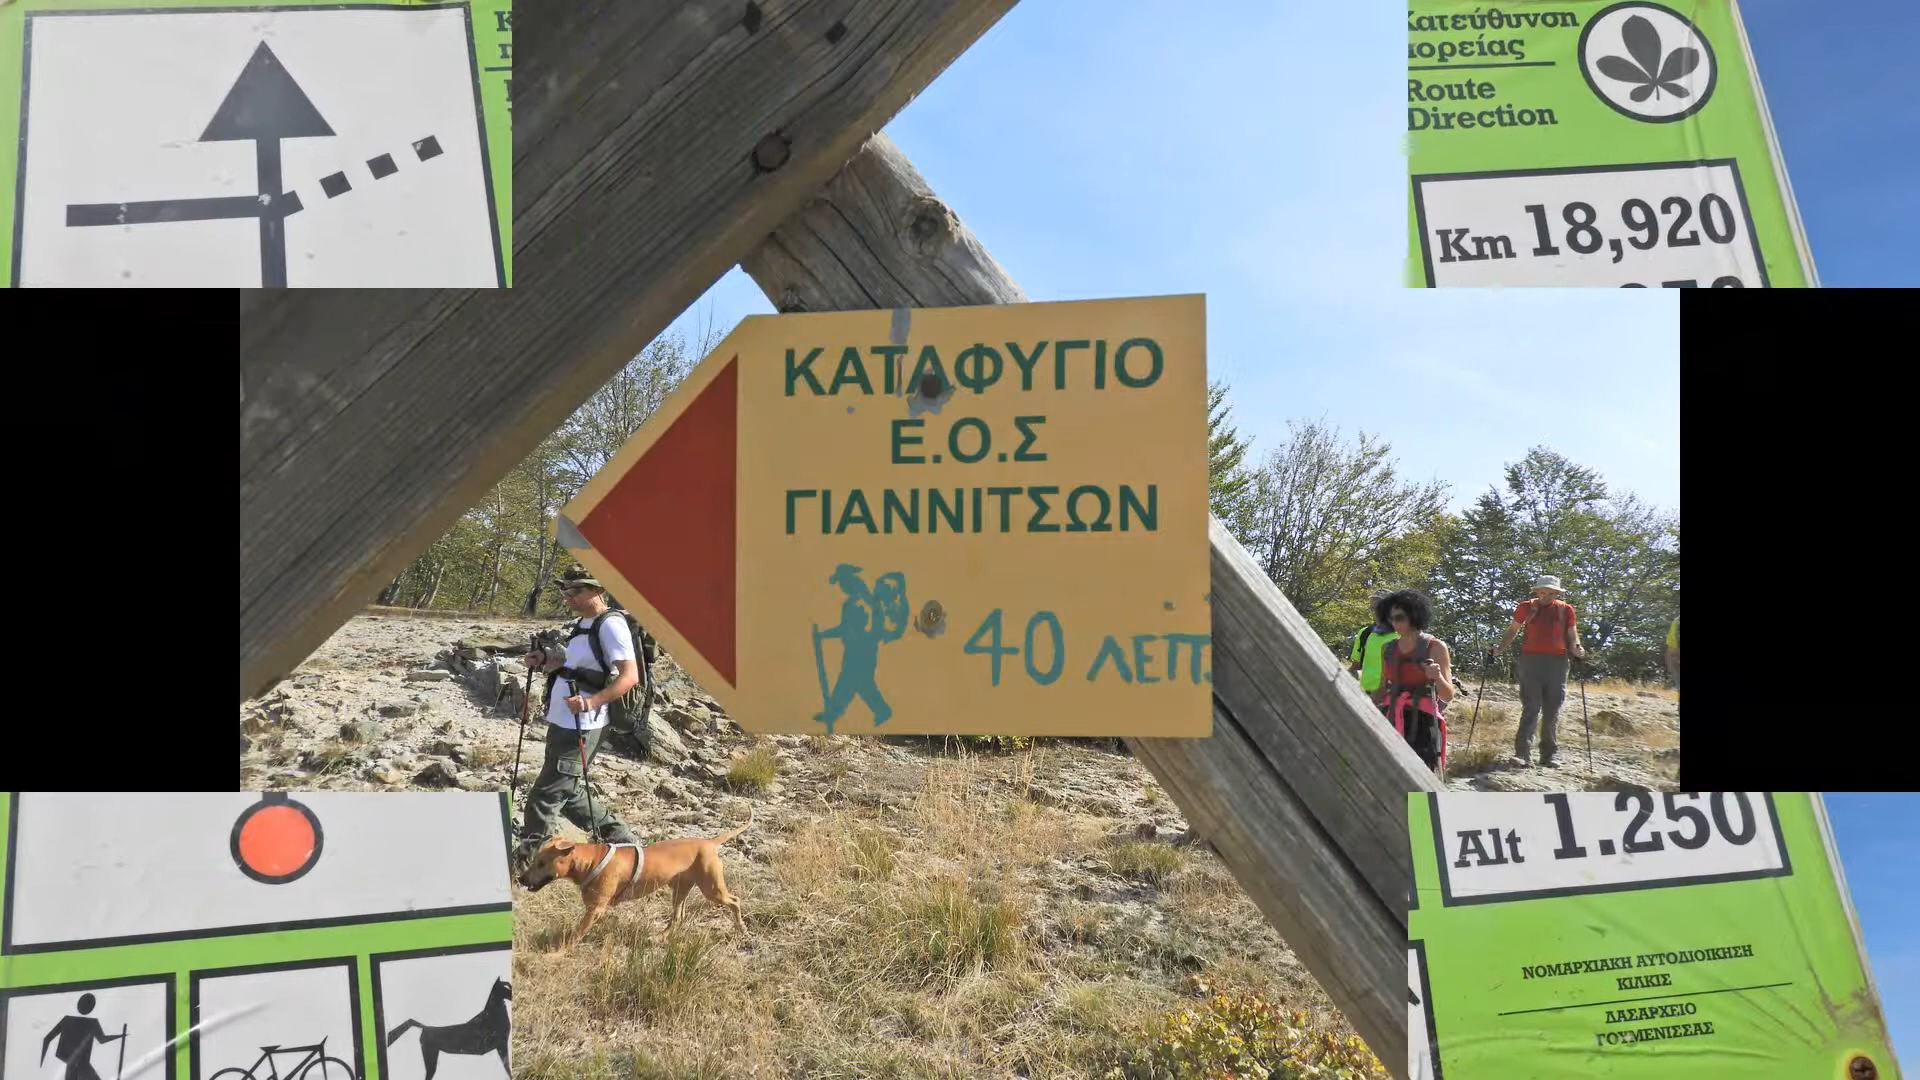 Κατεύθυνση
πορείας
Route
Direction
Km 18,920
ΚΑΤΑΦΥΓΙΟ
Ε.Ο.Σ
ΓΙΑΝΝΙΤΣΩΝ
40 ΛΕΠ.
Alt 1.250
ΝΟΜΑΡΧΙΑΚΗ ΑΥΤΟΔΙΟΙΚΗΣΗ
ΚΙΛΚΙΣ
ΔΑΣΑΡΧΕΙΟ
ΓΟΥΜΕΝΙΣΣΑΣ